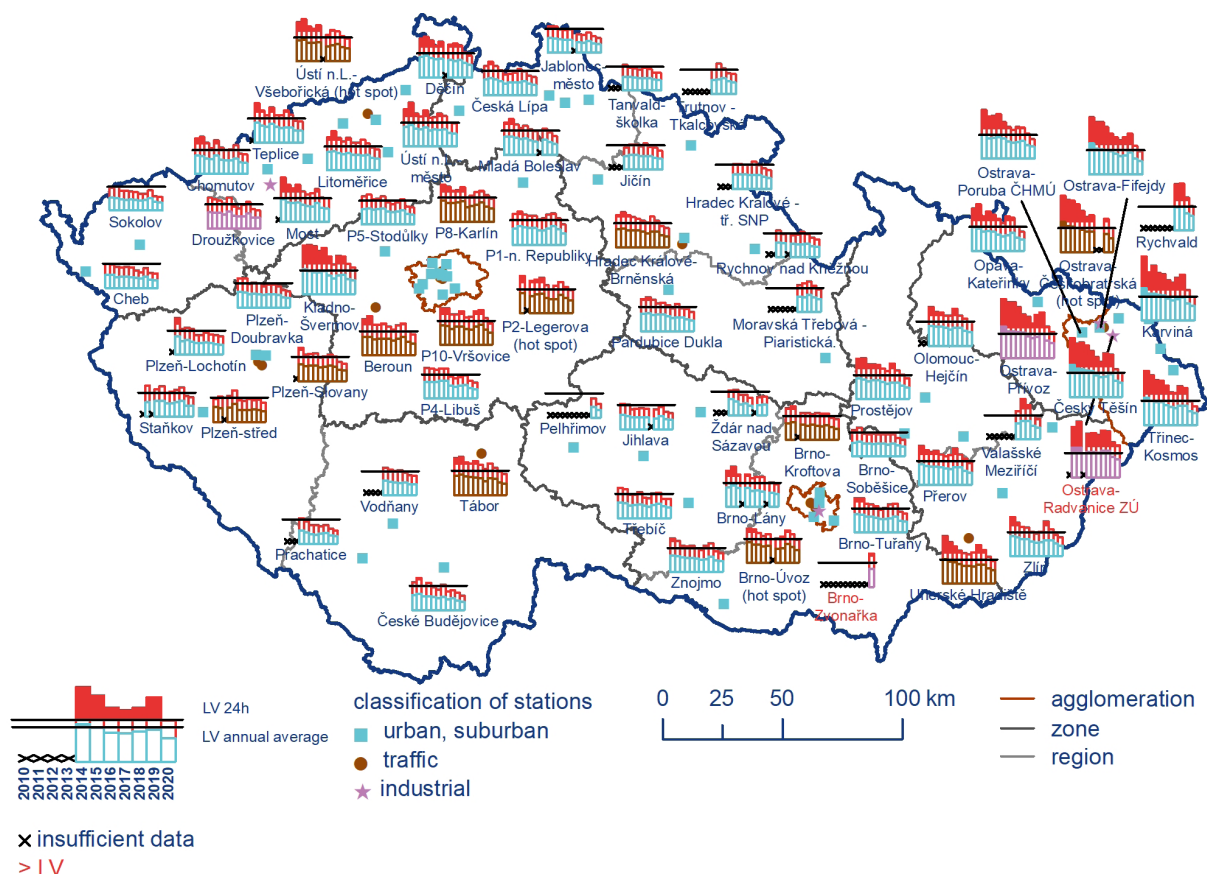 Ústí n.L.-
Všebořická (hot spot)
Děčín
Česká Lípa
Jablonec-
město
Tanvald-
školka
Trutnov -
Tkalcovská
Teplice
Litoměřice
Ústí n.L.-
město
Mladá Boleslav
Jičín
Hradec Králové -
tř. SNP
Chomutov
Sokolov
Droužkovice
Most
P5-Stodůlky
P8-Karlín
P1-n. Republiky
Hradec Králové-
Brněnská
Rychnov nad Kněžnou
Cheb
Plzeň-
Doubravka
Kladno-
Švermov
P2-Legerova
(hot spot)
Pardubice Dukla
Moravská Třebová -
Piaristická.
Plzeň-Lochotín
Beroun
P10-Vršovice
Plzeň-Slovany
P4-Libuš
Staňkov
Plzeň-střed
Pelhřimov
Jihlava
Ždár nad
Sázavou
Brno-
Kroftova
Vodňany
Tábor
Prachatice
České Budějovice
Třebíč
Brno-Lány
Znojmo
Brno-Úvoz
(hot spot)
Brno-
Zvonařka
Brno-Tuřany
Brno-
Soběšice
Prostějov
Olomouc-
Hejčín
Přerov
Valašské
Meziříčí
Uherské Hradiště
Zlín
Ostrava-
Poruba ČHMÚ
Ostrava-Fifejdy
Rychvald
Opava-
Kateřinky
Ostrava-
Českobratrská
(hot spot)
Karviná
Ostrava-
Přívoz
Český Těšín
Třinec-
Kosmos
Ostrava-
Radvanice ZÚ
LV 24h
LV annual average
2010
2011
2012
2013
2014
2015
2016
2017
2018
2019
2020
insufficient data
> LV
classification of stations
urban, suburban
traffic
industrial
0 25 50 100 km
agglomeration
zone
region